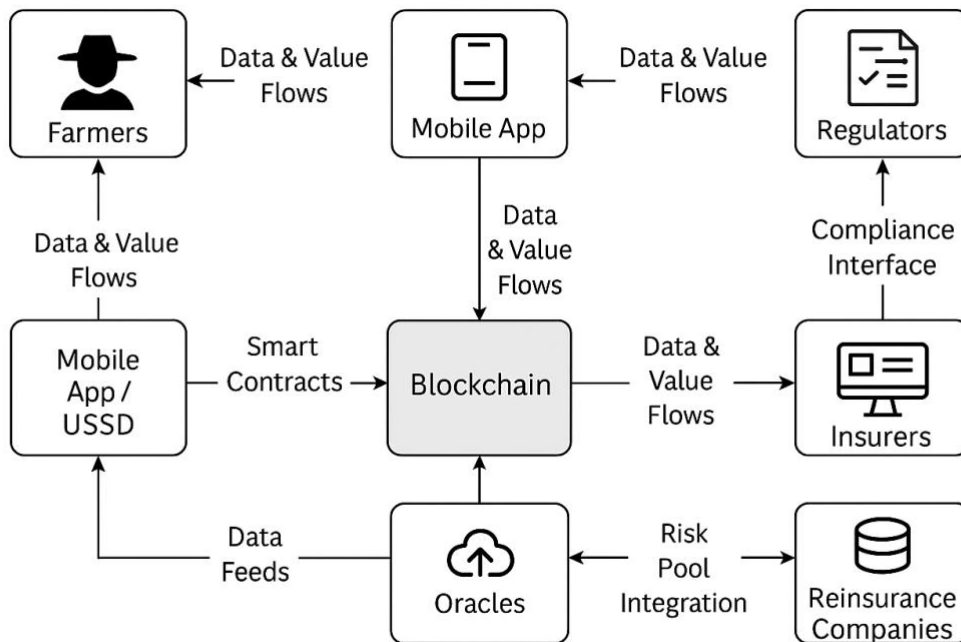 Data & Value
Flows
Farmers
Mobile App
Data & Value
Flows
Regulators
Data & Value
Flows
Data
& Value
Flows
Compliance
Interface
Mobile
App /
USSD
Smart
Contracts
Blockchain
Data &
Value
Flows
Insurers
Data
Feeds
Oracles
Risk
Pool
Integration
Reinsurance
Companies